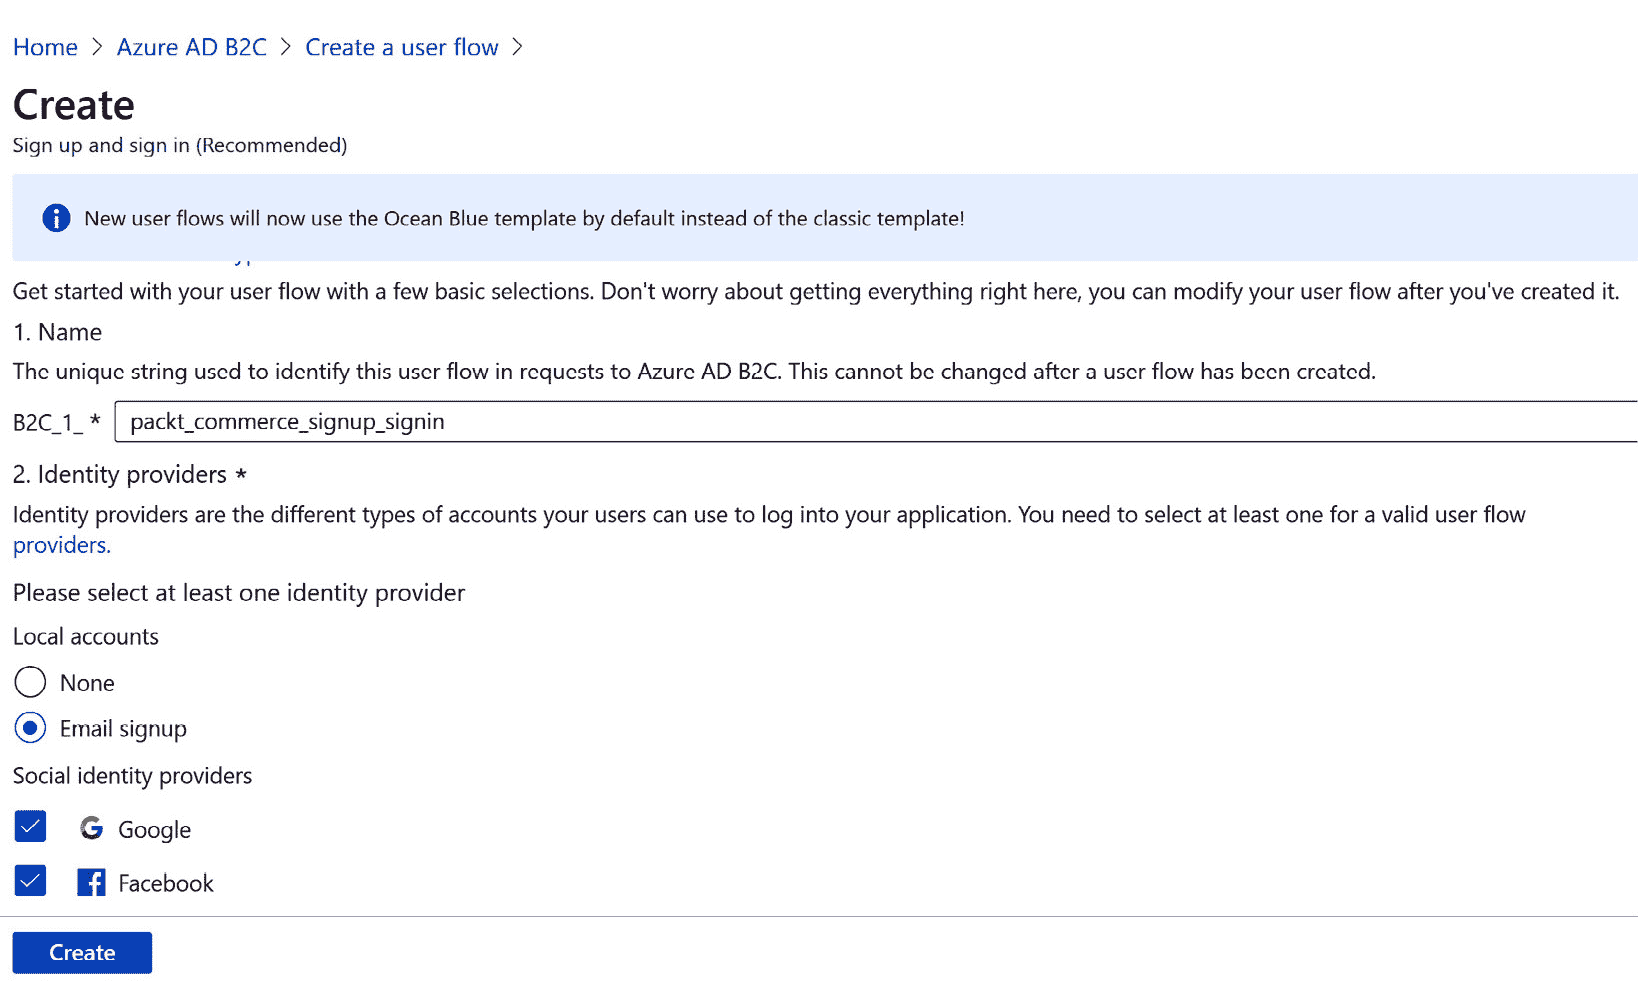 Home > Azure AD B2C > Create a user flow >
Create
Sign up and sign in (Recommended)
New user flows will now use the Ocean Blue template by default instead of the classic template!
Get started with your user flow with a few basic selections. Don't worry about getting everything right here, you can modify your user flow after you've created it.
1. Name
The unique string used to identify this user flow in requests to Azure AD B2C. This cannot be changed after a user flow has been created.
B2C_1_ * packt_commerce_signup_signin
2. Identity providers *
Identity providers are the different types of accounts your users can use to log into your application. You need to select at least one for a valid user flow
providers.
Please select at least one identity provider
Local accounts
None
Email signup
Social identity providers
Google
Facebook
Create